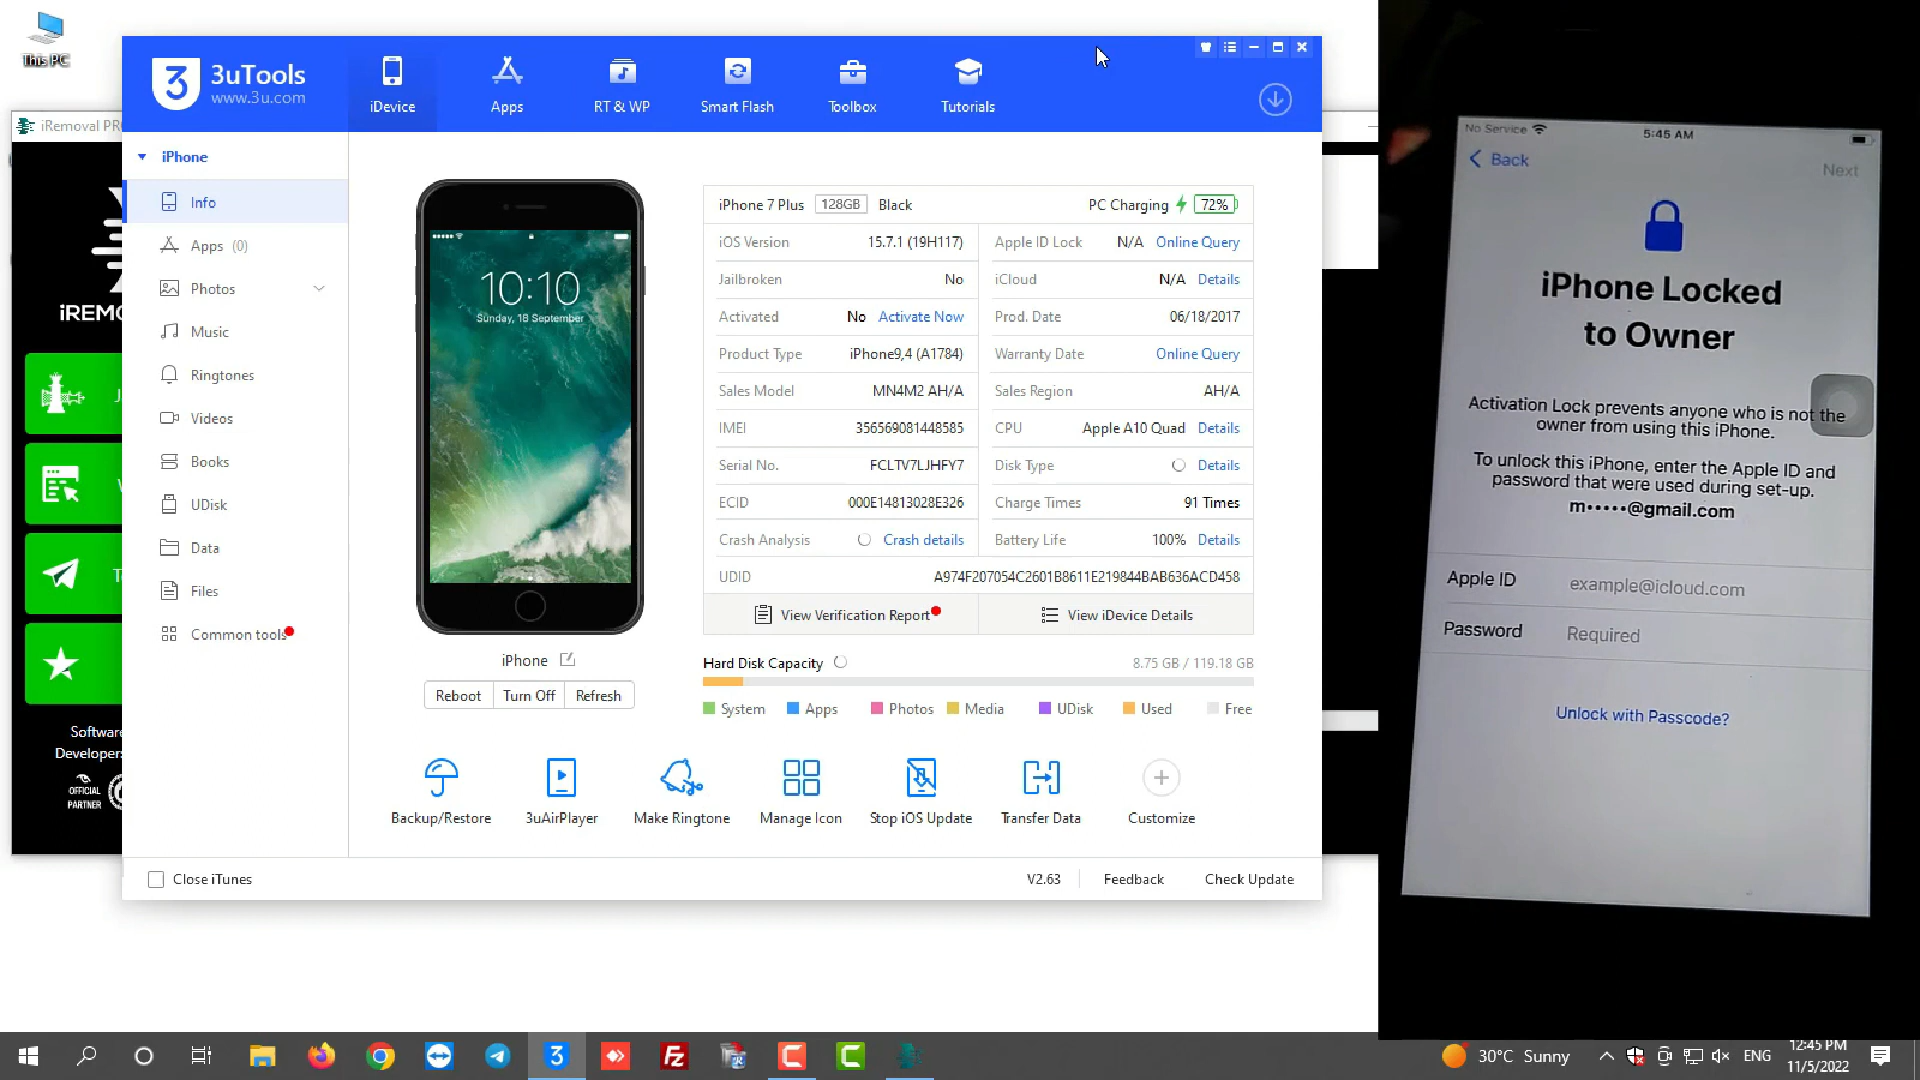 This PC
3uTools
www.3u.com
iDevice
Apps
RT & WP
Smart Flash
Toolbox
Tutorials
iRemoval PR
iREMO
Software
Developers
OFFICIAL
PARTNER
iPhone
Info
Apps (0)
Photos
Music
Ringtones
Videos
Books
UDisk
Data
Files
Common tools
10:10
Sunday, 18 September
iPhone
Reboot Turn Off Refresh
iPhone 7 Plus 128GB Black PC Charging 72%
iOS Version 15.7.1 (19H117) Apple ID Lock N/A Online Query
Jailbroken No iCloud N/A Details
Activated No Activate Now Prod. Date 06/18/2017
Product Type iPhone9,4 (A1784) Warranty Date Online Query
Sales Model MN4M2 AH/A Sales Region AH/A
IMEI 356569081448585 CPU Apple A10 Quad Details
Serial No. FCLTV7LJHFY7 Disk Type Details
ECID 000E14813028E326 Charge Times 91 Times
Crash Analysis Crash details Battery Life 100% Details
UDID A974F207054C2601B8611E219844BAB636ACD458
View Verification Report View iDevice Details
Hard Disk Capacity 8.75 GB / 119.18 GB
System Apps Photos Media UDisk Used Free
Backup/Restore 3uAirPlayer Make Ringtone Manage Icon Stop iOS Update Transfer Data Customize
Close iTunes V2.63 Feedback Check Update
No Service 5:45 AM
Back Next
iPhone Locked
to Owner
Activation Lock prevents anyone who is not the
owner from using this iPhone.
To unlock this iPhone, enter the Apple ID and
password that were used during set-up.
m•••••@gmail.com
Apple ID example@icloud.com
Password Required
Unlock with Passcode?
30°C Sunny ENG 12:45 PM
11/5/2022